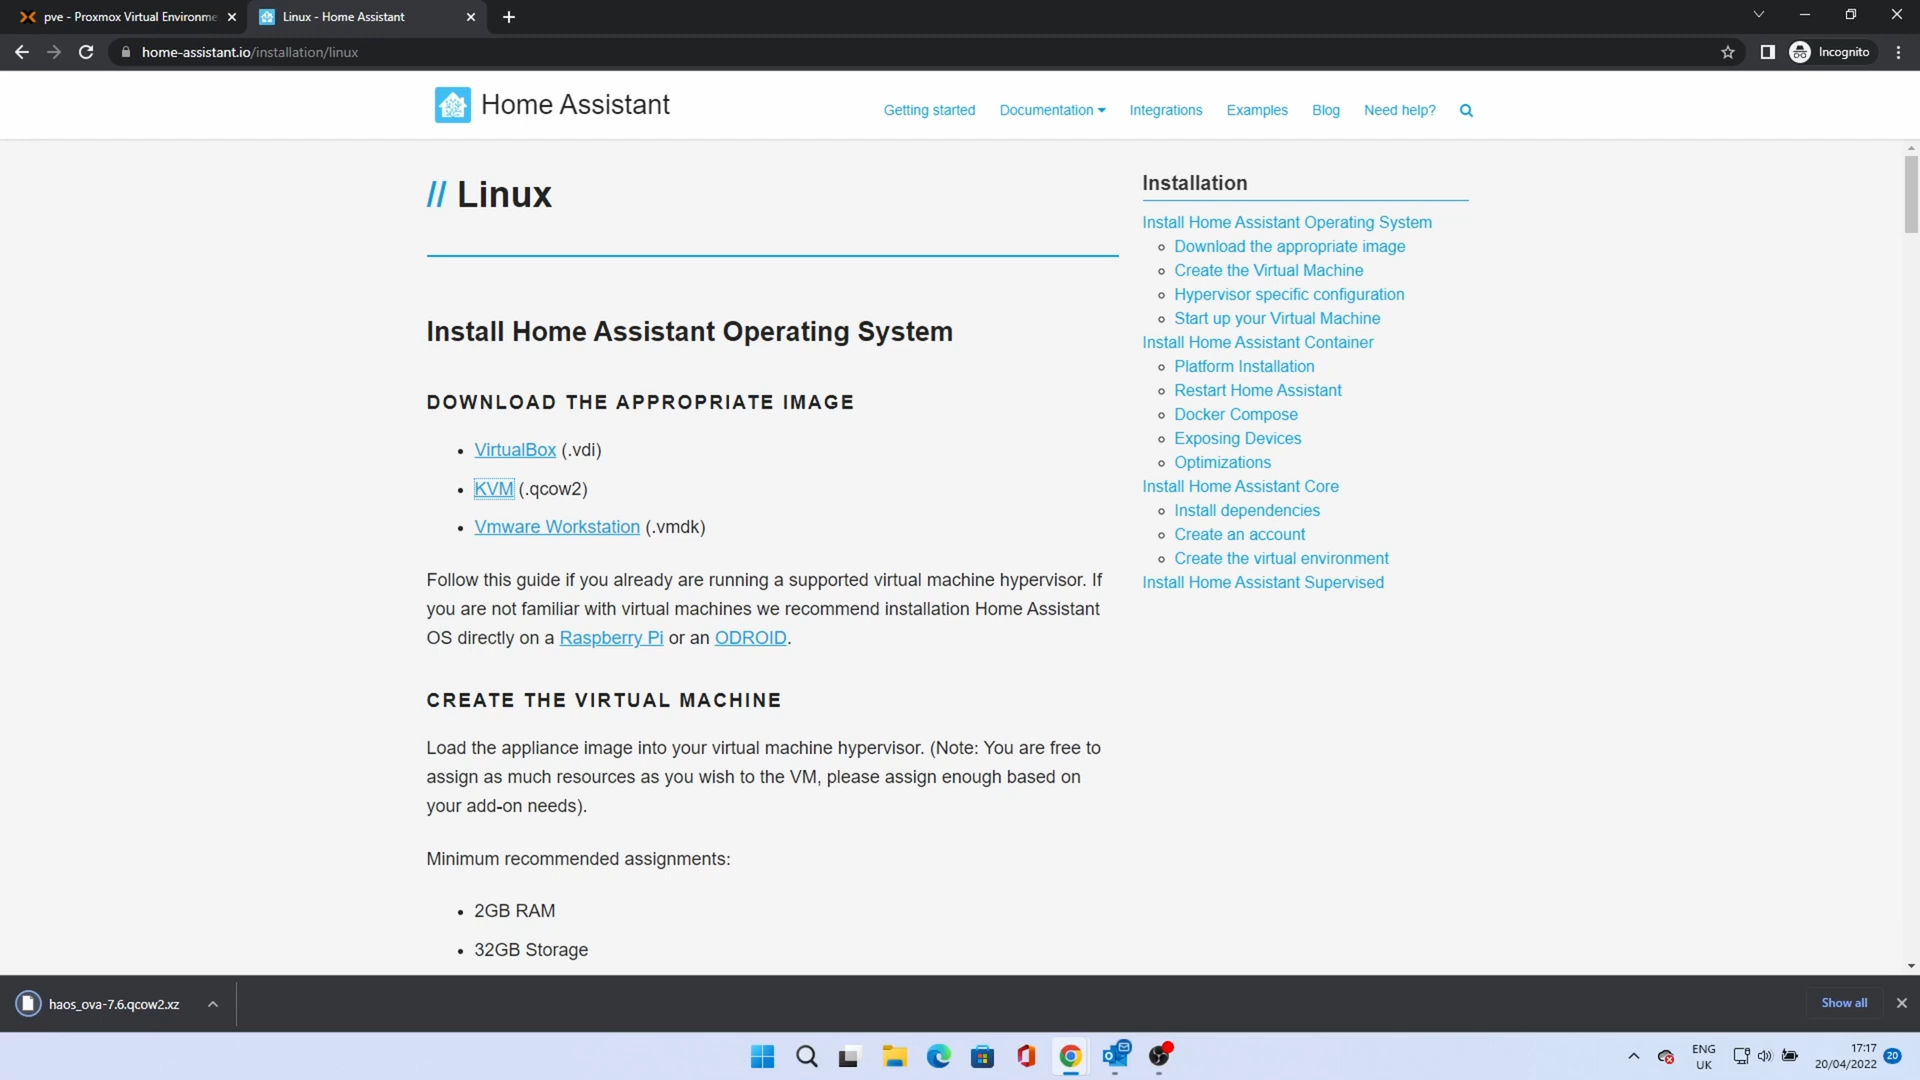 pve - Proxmox Virtual Environme
Linux - Home Assistant
home-assistant.io/installation/linux
Incognito
Home Assistant
Getting started
Documentation
Integrations
Examples
Blog
Need help?
// Linux
Install Home Assistant Operating System
DOWNLOAD THE APPROPRIATE IMAGE
VirtualBox (.vdi)
KVM (.qcow2)
Vmware Workstation (.vmdk)
Follow this guide if you already are running a supported virtual machine hypervisor. If
you are not familiar with virtual machines we recommend installation Home Assistant
OS directly on a Raspberry Pi or an ODROID.
CREATE THE VIRTUAL MACHINE
Load the appliance image into your virtual machine hypervisor. (Note: You are free to
assign as much resources as you wish to the VM, please assign enough based on
your add-on needs).
Minimum recommended assignments:
2GB RAM
32GB Storage
Installation
Install Home Assistant Operating System
Download the appropriate image
Create the Virtual Machine
Hypervisor specific configuration
Start up your Virtual Machine
Install Home Assistant Container
Platform Installation
Restart Home Assistant
Docker Compose
Exposing Devices
Optimizations
Install Home Assistant Core
Install dependencies
Create an account
Create the virtual environment
Install Home Assistant Supervised
haos_ova-7.6.qcow2.xz
Show all
ENG
UK
17:17
20/04/2022
20